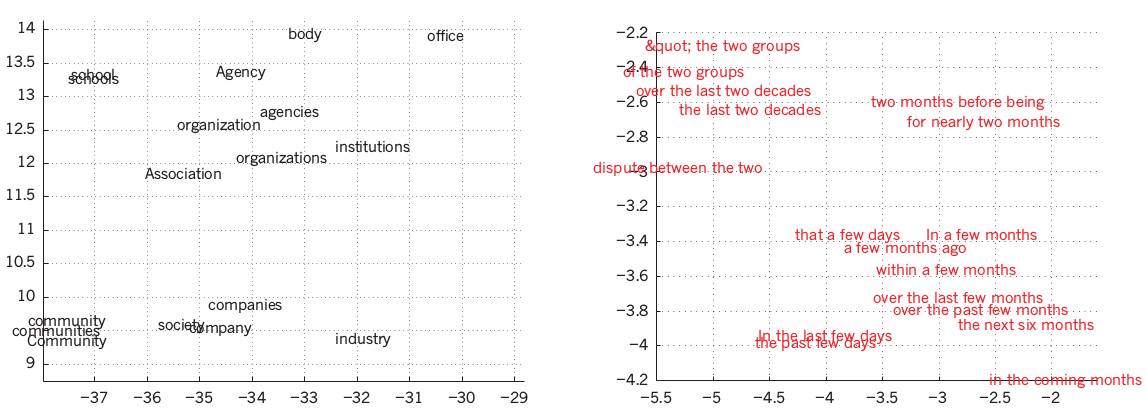 14
13.5
13
12.5
12
11.5
11
10.5
10
9.5
9
body
office
school
schools
Agency
agencies
organization
institutions
organizations
Association
companies
community
society
company
communities
Community
industry
−37
−36
−35
−34
−33
−32
−31
−30
−29
−2.2
−2.4
−2.6
−2.8
−3
−3.2
−3.4
−3.6
−3.8
−4
−4.2
&quot; the two groups
of the two groups
over the last two decades
the last two decades
two months before being
for nearly two months
dispute between the two
that a few days
In a few months
a few months ago
within a few months
over the last few months
over the past few months
the next six months
In the last few days
the past few days
in the coming months
−5.5
−5
−4.5
−4
−3.5
−3
−2.5
−2